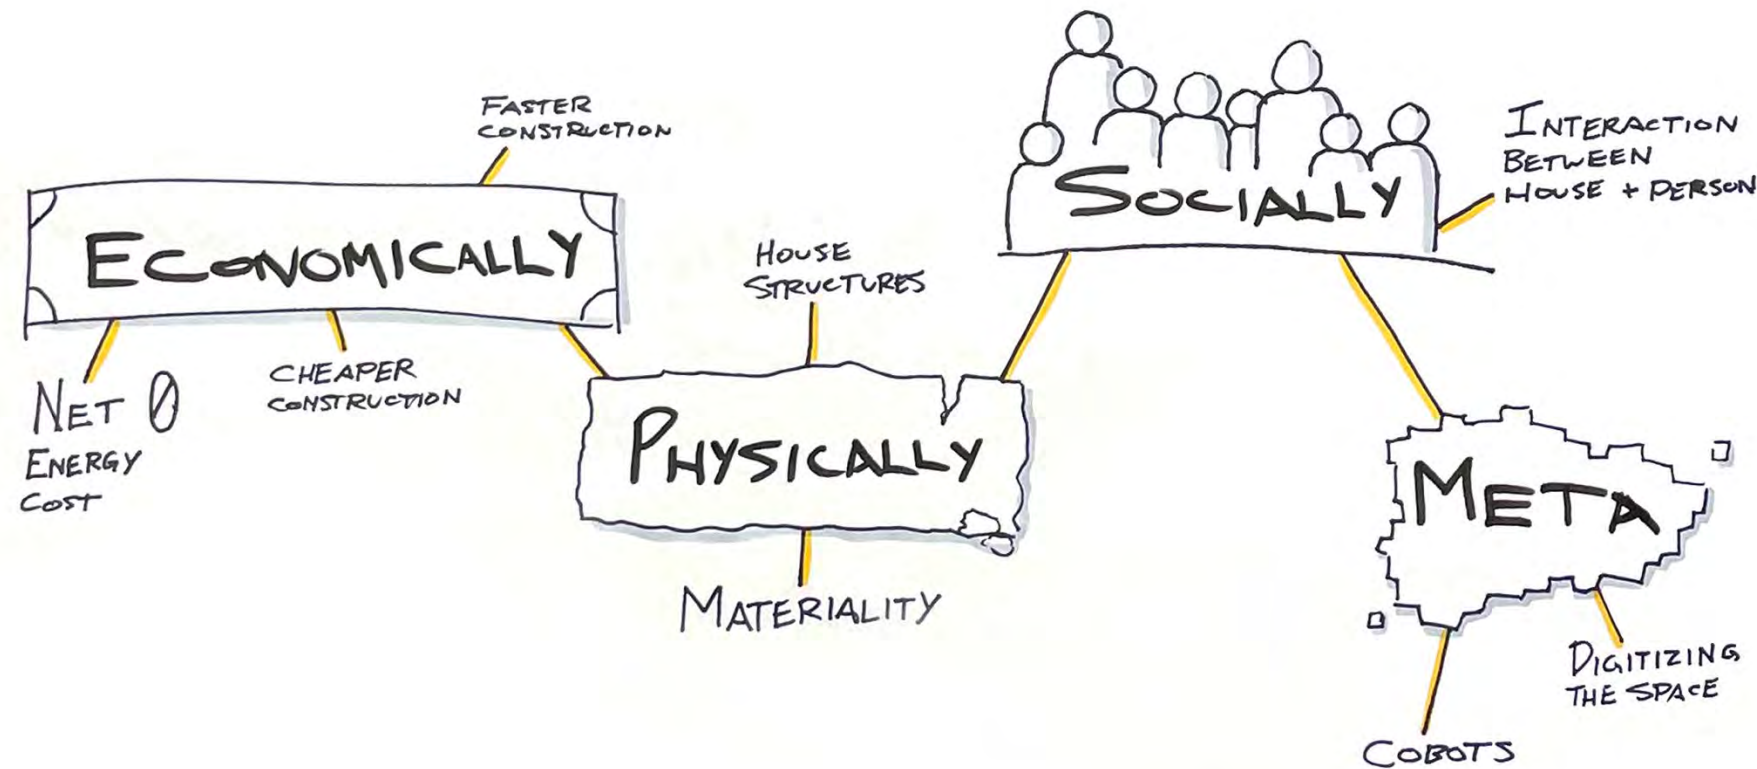 FASTER
CONSTRUCTION
ECONOMICALLY
NET 0
ENERGY
COST
CHEAPER
CONSTRUCTION
HOUSE
STRUCTURES
PHYSICALLY
MATERIALITY
SOCIALLY
INTERACTION
BETWEEN
HOUSE + PERSON
META
DIGITIZING
THE SPACE
COBOTS